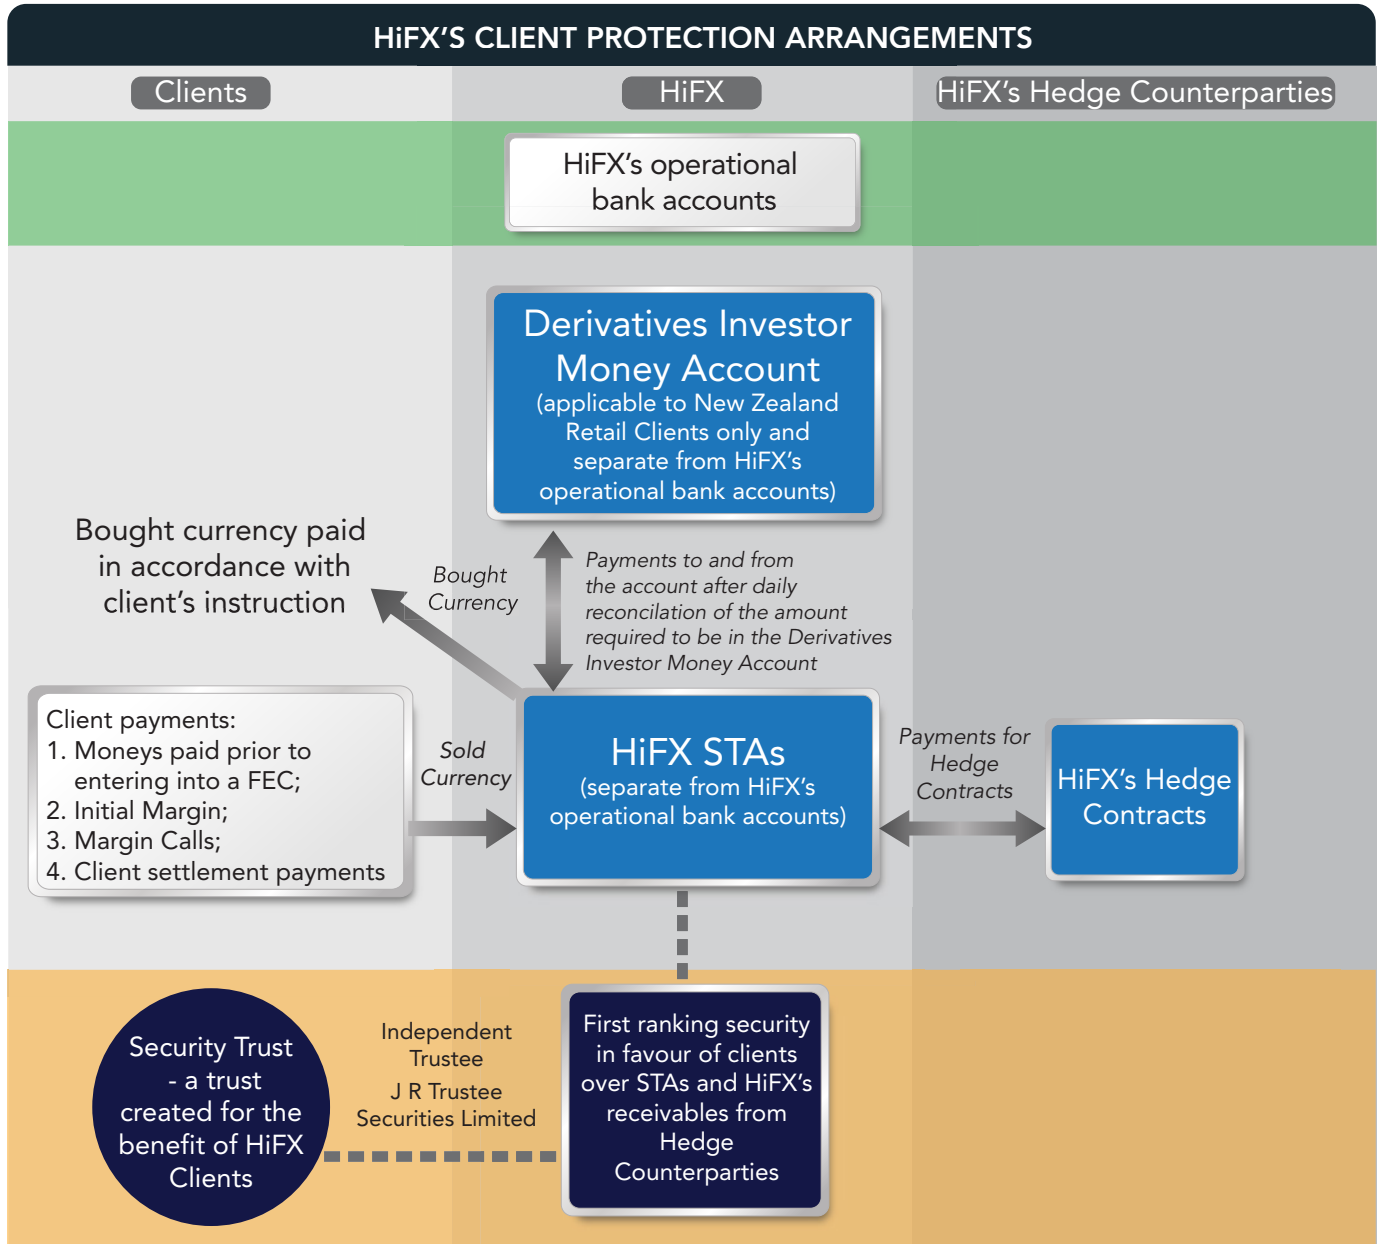 HiFX'S CLIENT PROTECTION ARRANGEMENTS
Clients
HiFX
HiFX's Hedge Counterparties
HiFX's operational
bank accounts
Derivatives Investor
Money Account
(applicable to New Zealand
Retail Clients only and
separate from HiFX's
operational bank accounts)
Bought currency paid
in accordance with
client's instruction
Bought
Currency
Payments to and from
the account after daily
reconcilation of the amount
required to be in the Derivatives
Investor Money Account
Client payments:
1. Moneys paid prior to
entering into a FEC;
2. Initial Margin;
3. Margin Calls;
4. Client settlement payments
Sold
Currency
HiFX STAs
(separate from HiFX's
operational bank accounts)
Payments for
Hedge
Contracts
HiFX's Hedge
Contracts
Security Trust
- a trust
created for the
benefit of HiFX
Clients
Independent
Trustee
J R Trustee
Securities Limited
First ranking security
in favour of clients
over STAs and HiFX's
receivables from
Hedge
Counterparties